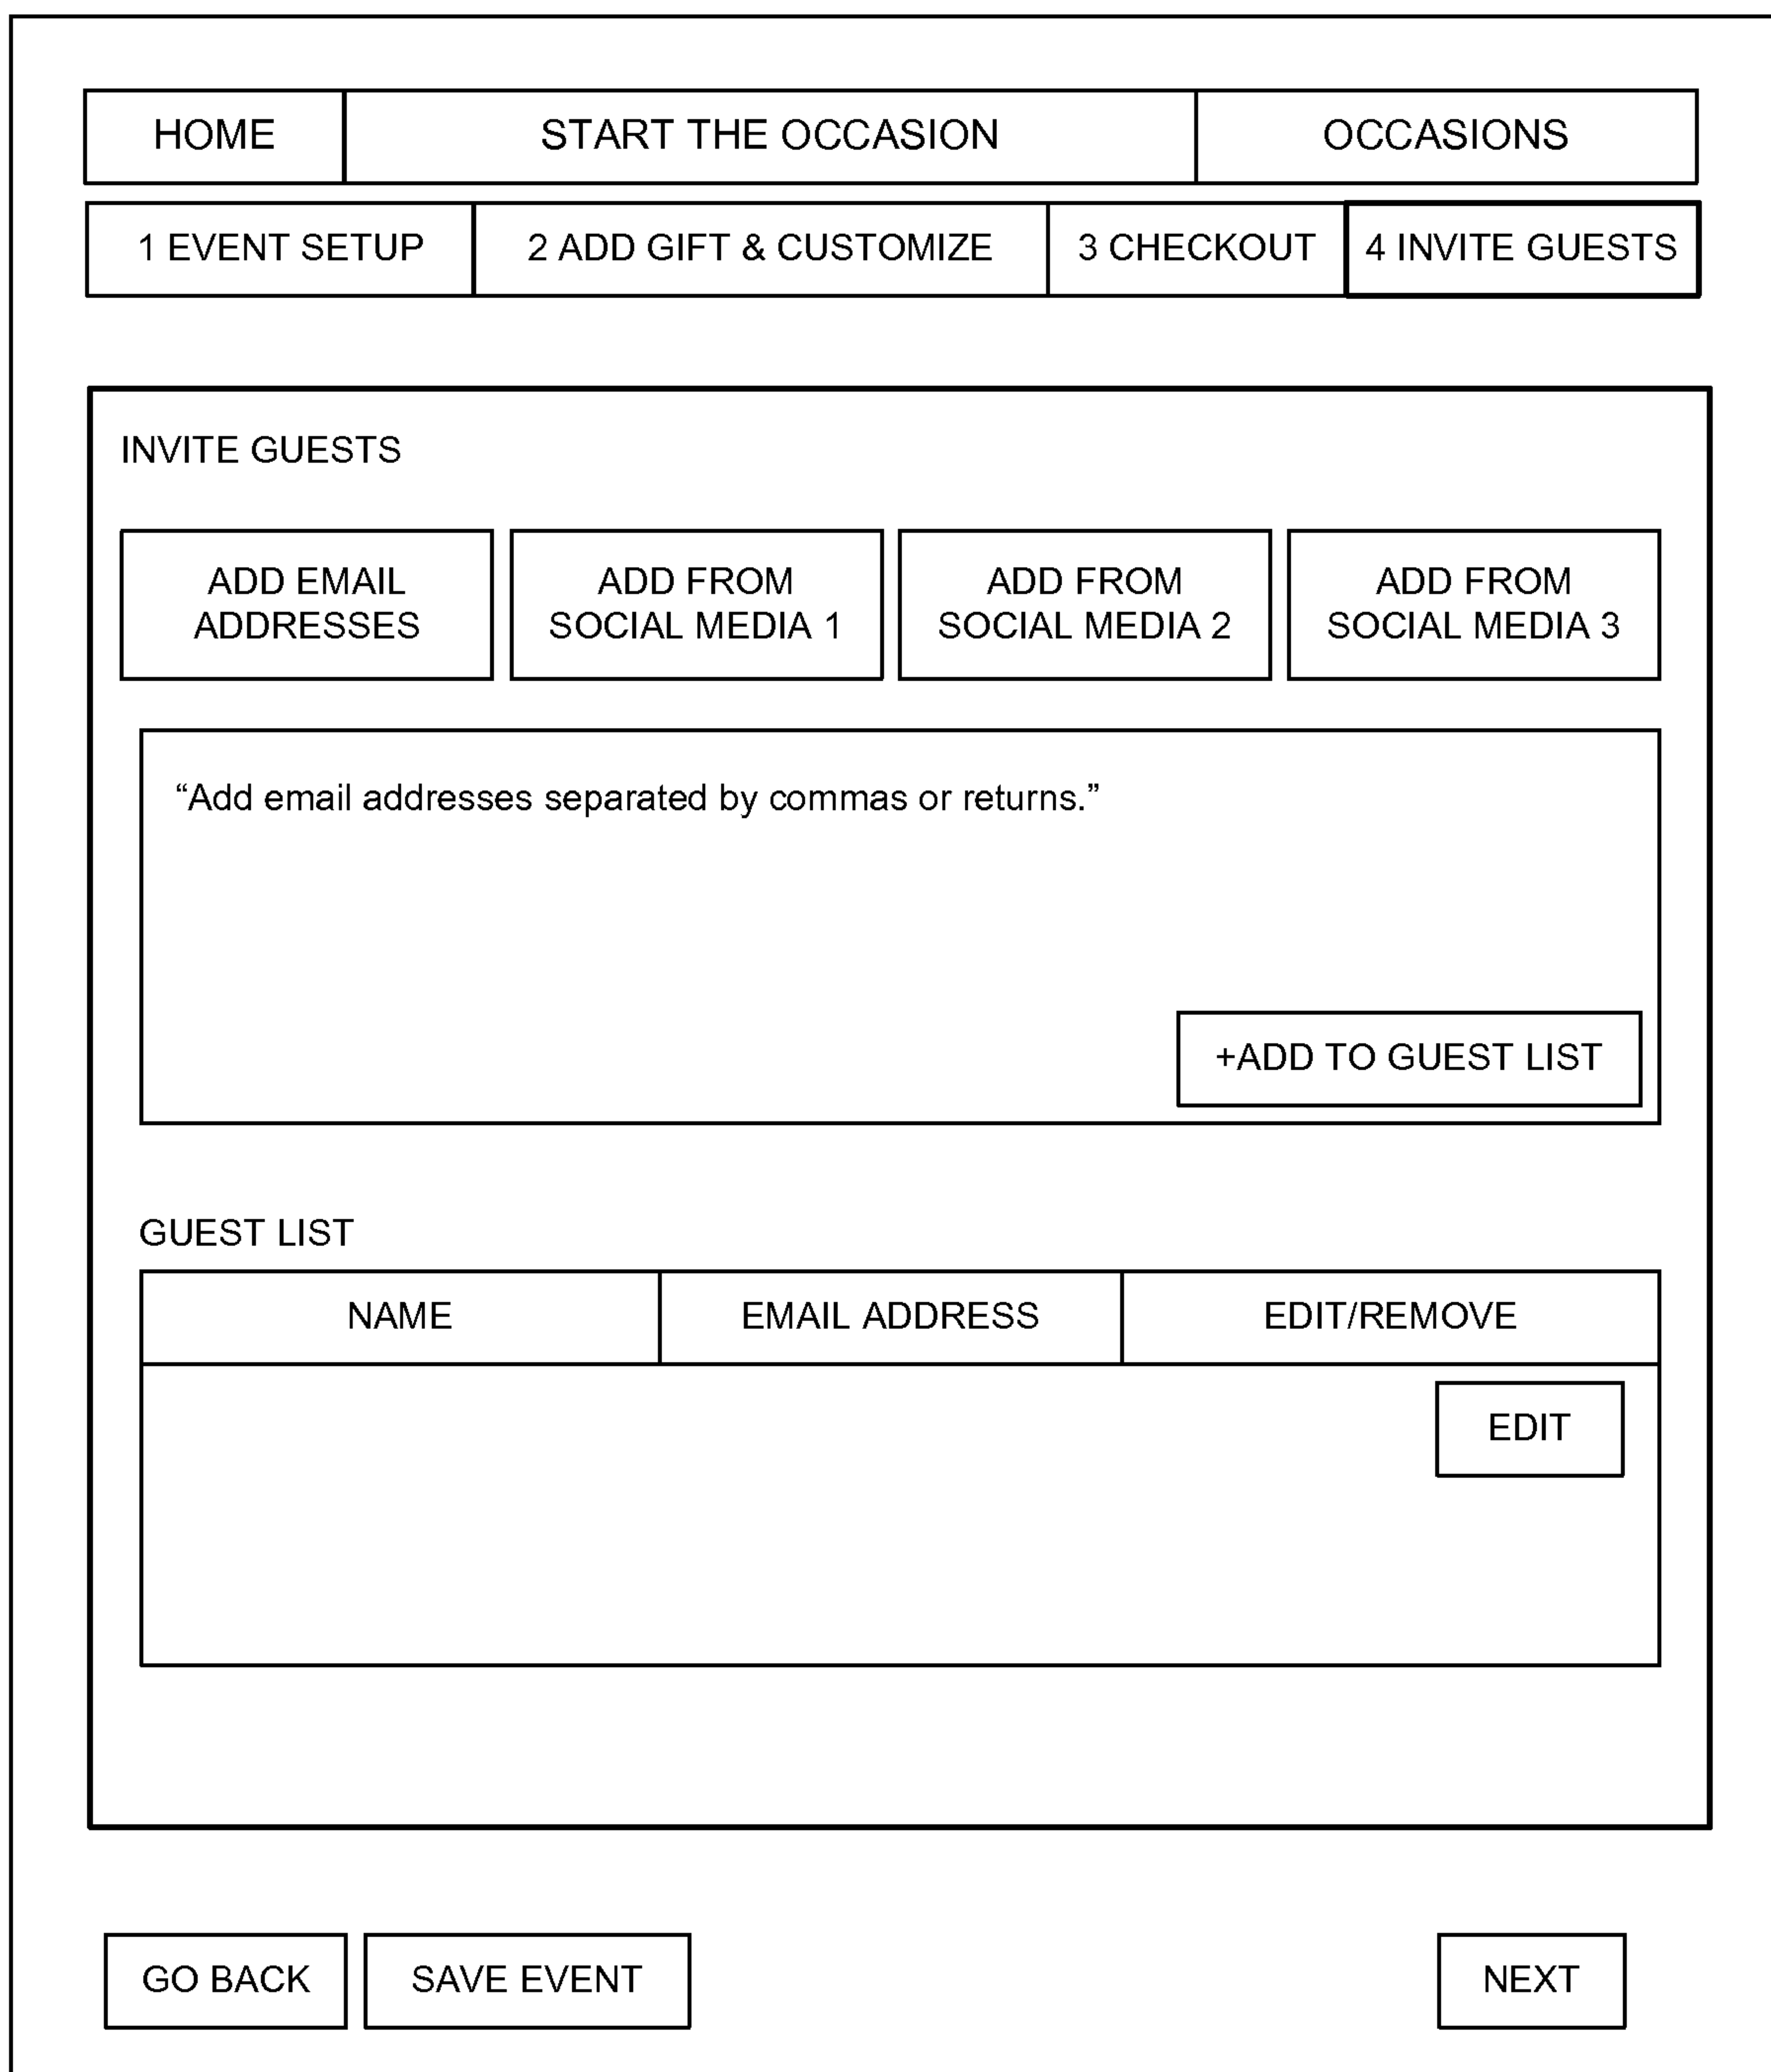 HOME START THE OCCASION OCCASIONS
1 EVENT SETUP 2 ADD GIFT & CUSTOMIZE 3 CHECKOUT 4 INVITE GUESTS
INVITE GUESTS
ADD EMAIL
ADDRESSES
ADD FROM
SOCIAL MEDIA 1
ADD FROM
SOCIAL MEDIA 2
ADD FROM
SOCIAL MEDIA 3
“Add email addresses separated by commas or returns.”
+ADD TO GUEST LIST
GUEST LIST
NAME EMAIL ADDRESS EDIT/REMOVE
EDIT
GO BACK SAVE EVENT NEXT